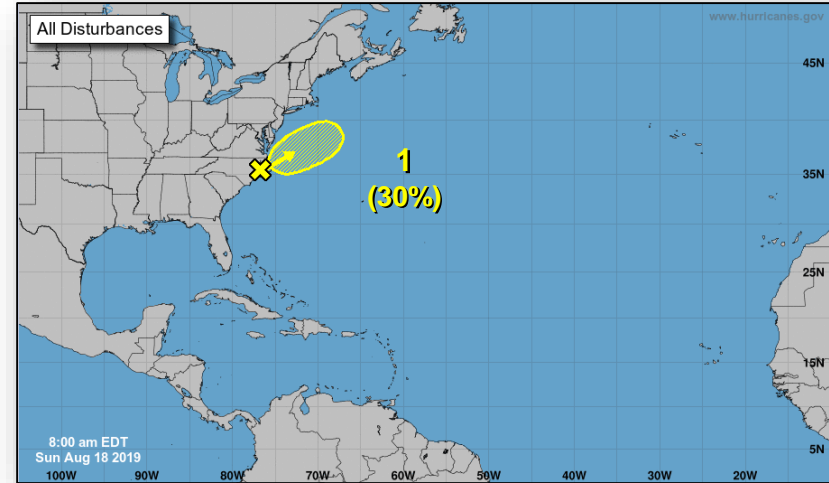 All Disturbances
www.hurricanes.gov
45N
1
35N
(30%)
25N
15N
8:00 am EDT
5N
Sun Aug 18 2019
100W 90W 80W 70W 60W 50W 40W 30W 20W